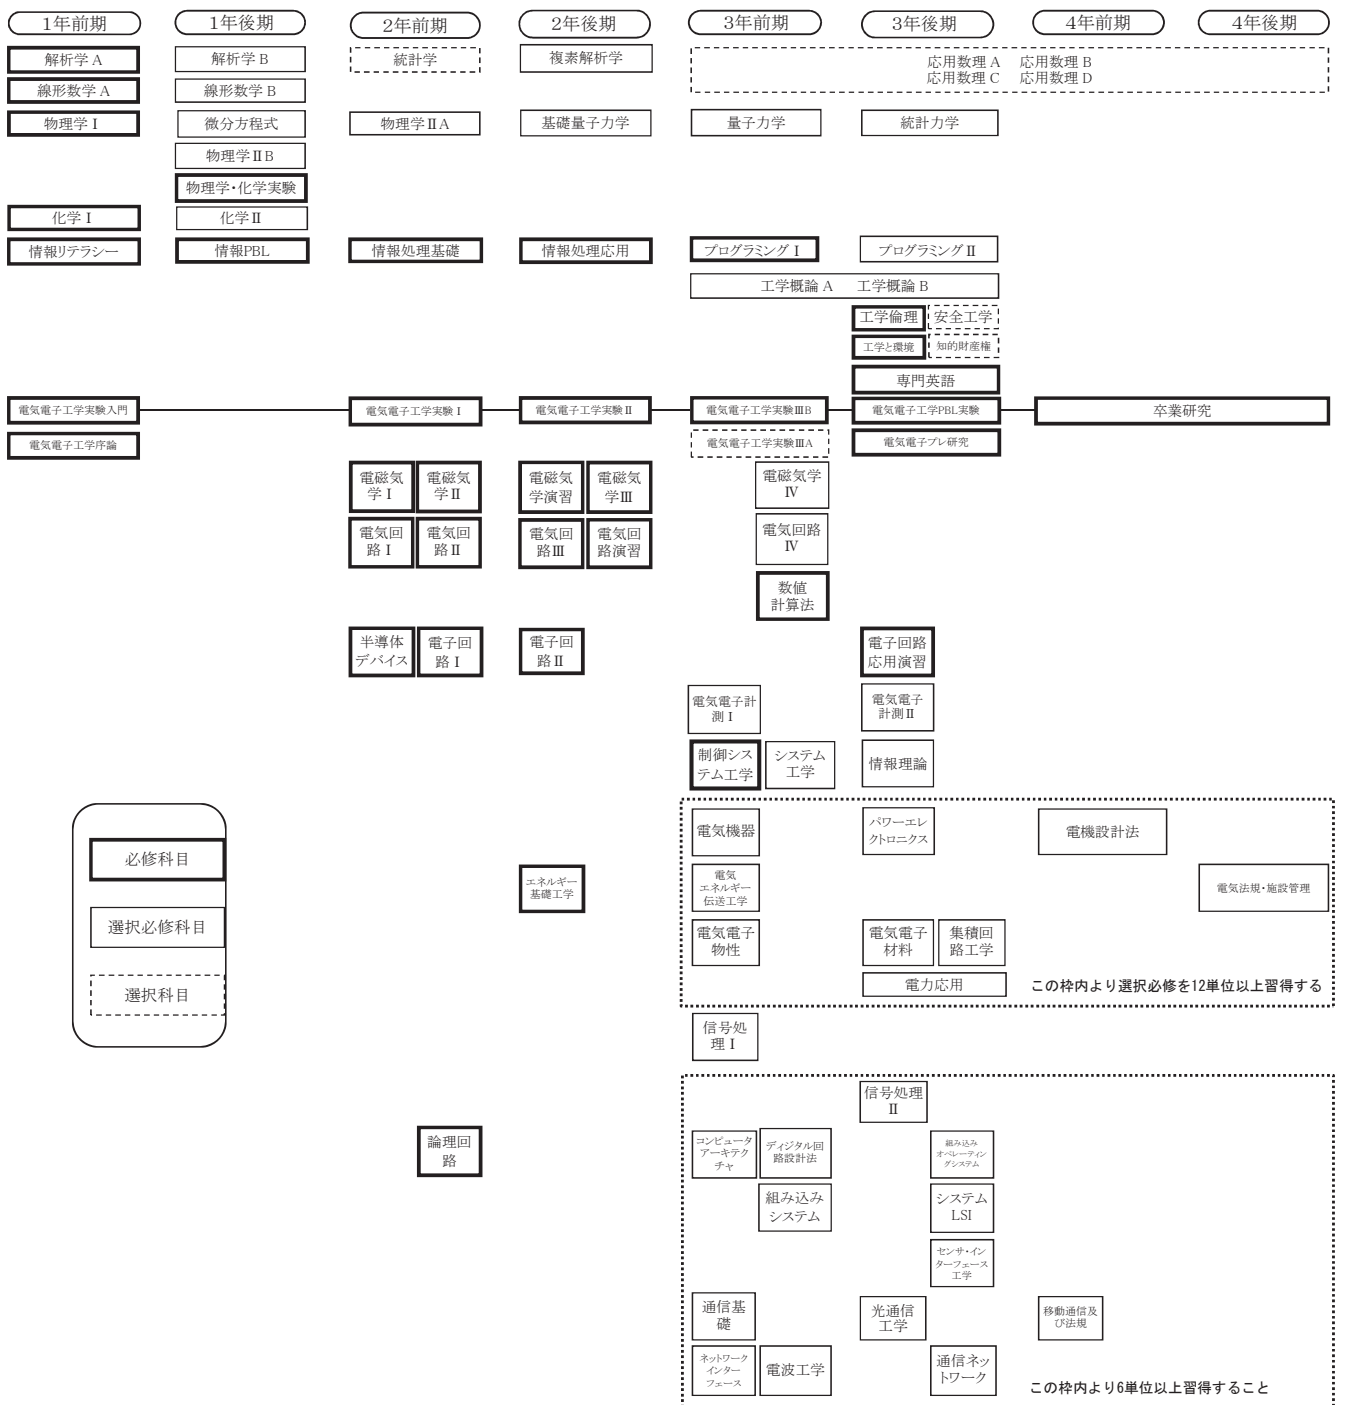 1年前期
1年後期
2年前期
2年後期
3年前期
3年後期
4年前期
4年後期
解析学 A
解析学 B
統計学
複素解析学
応用数理 A 応用数理 B
応用数理 C 応用数理 D
線形数学 A
線形数学 B
物理学 I
微分方程式
物理学ⅡA
基礎量子力学
量子力学
統計力学
物理学ⅡB
物理学・化学実験
化学 I
化学Ⅱ
情報リテラシー
情報PBL
情報処理基礎
情報処理応用
プログラミング I
プログラミングⅡ
工学概論 A 工学概論 B
工学倫理
安全工学
工学と環境
知的財産権
専門英語
電気電子工学実験入門
電気電子工学実験 I
電気電子工学実験Ⅱ
電気電子工学実験ⅢB
電気電子工学PBL実験
卒業研究
電気電子工学序論
電気電子工学実験ⅢA
電気電子プレ研究
電磁気
学 I
電磁気
学Ⅱ
電磁気
学演習
電磁気
学Ⅲ
電磁気学
Ⅳ
電気回
路 I
電気回
路Ⅱ
電気回
路Ⅲ
電気回
路演習
電気回路
Ⅳ
数値
計算法
半導体
デバイス
電子回
路 I
電子回
路Ⅱ
電子回路
応用演習
電気電子計
測 I
電気電子
計測Ⅱ
制御シス
テム工学
システム
工学
情報理論
必修科目
選択必修科目
選択科目
電気機器
パワーエレ
クトロニクス
電機設計法
エネルギー
基礎工学
電気
エネルギー
伝送工学
電気法規・施設管理
電気電子
物性
電気電子
材料
集積回
路工学
電力応用
この枠内より選択必修を12単位以上習得する
信号処
理 I
信号処理
Ⅱ
論理回
路
コンピュータ
アーキテク
チャ
ディジタル回
路設計法
組み込み
オペレーティン
グシステム
組み込み
システム
システム
LSI
センサ・イン
ターフェース
工学
通信基
礎
光通信
工学
移動通信及
び法規
ネットワーク
インター
フェース
電波工学
通信ネッ
トワーク
この枠内より6単位以上習得すること